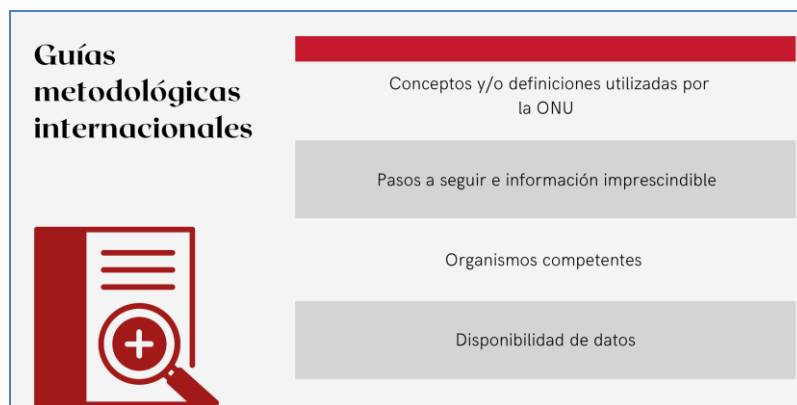 Guías
metodológicas
internacionales
Conceptos y/o definiciones utilizadas por
la ONU
Pasos a seguir e información imprescindible
Organismos competentes
Disponibilidad de datos